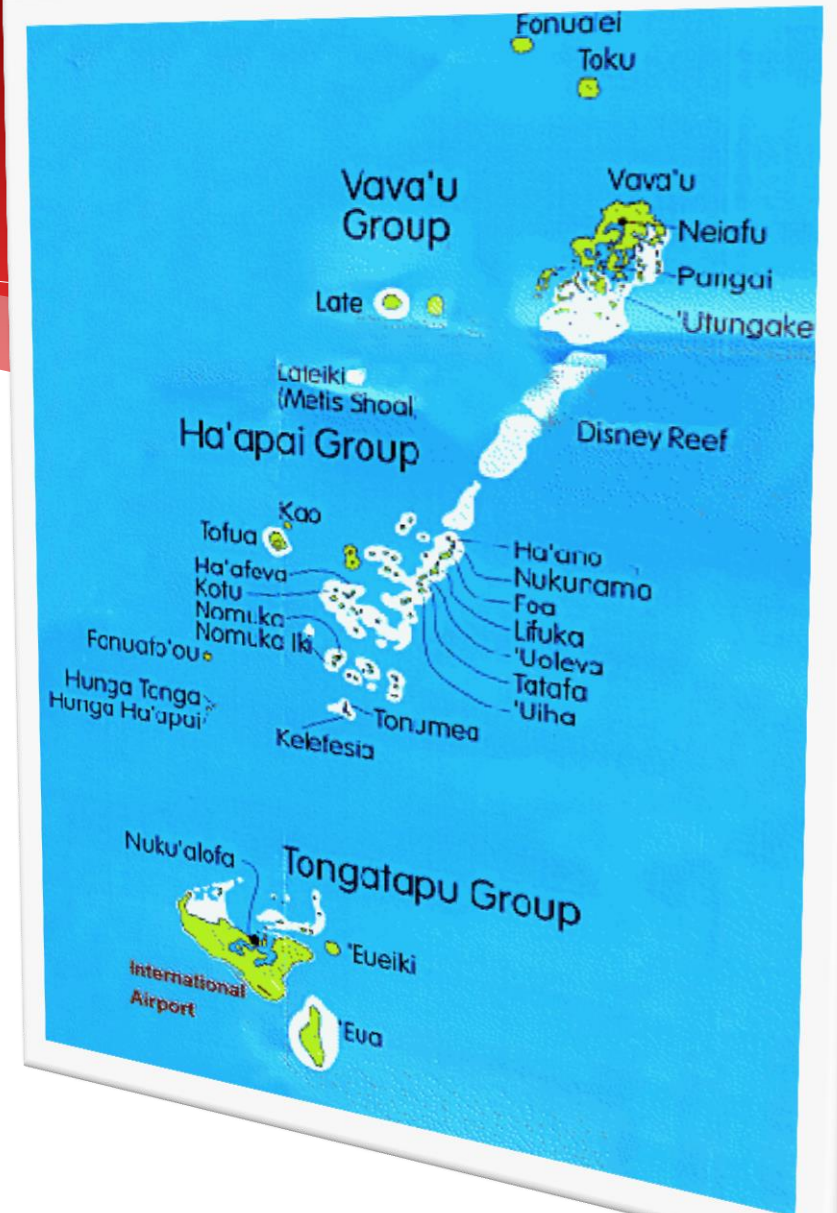 Fonualei
Toku
Vava'u
Group
Vava'u
Neiafu
Pangai
'Utungake
Late
Lateiki
(Metis Shoal)
Disney Reef
Ha'apai Group
Kao
Tofua
Ha'afeva
Kotu
Nomuka
Nomuka Iki
Fonuafo'ou
Hunga Tonga
Hunga Ha'apai
Ha'ano
Nukunamo
Foa
Lifuka
'Uoleva
Tatafa
'Uiha
Tonumea
Kelefesia
Nuku'alofa
Tongatapu Group
'Eueiki
International
Airport
'Eua